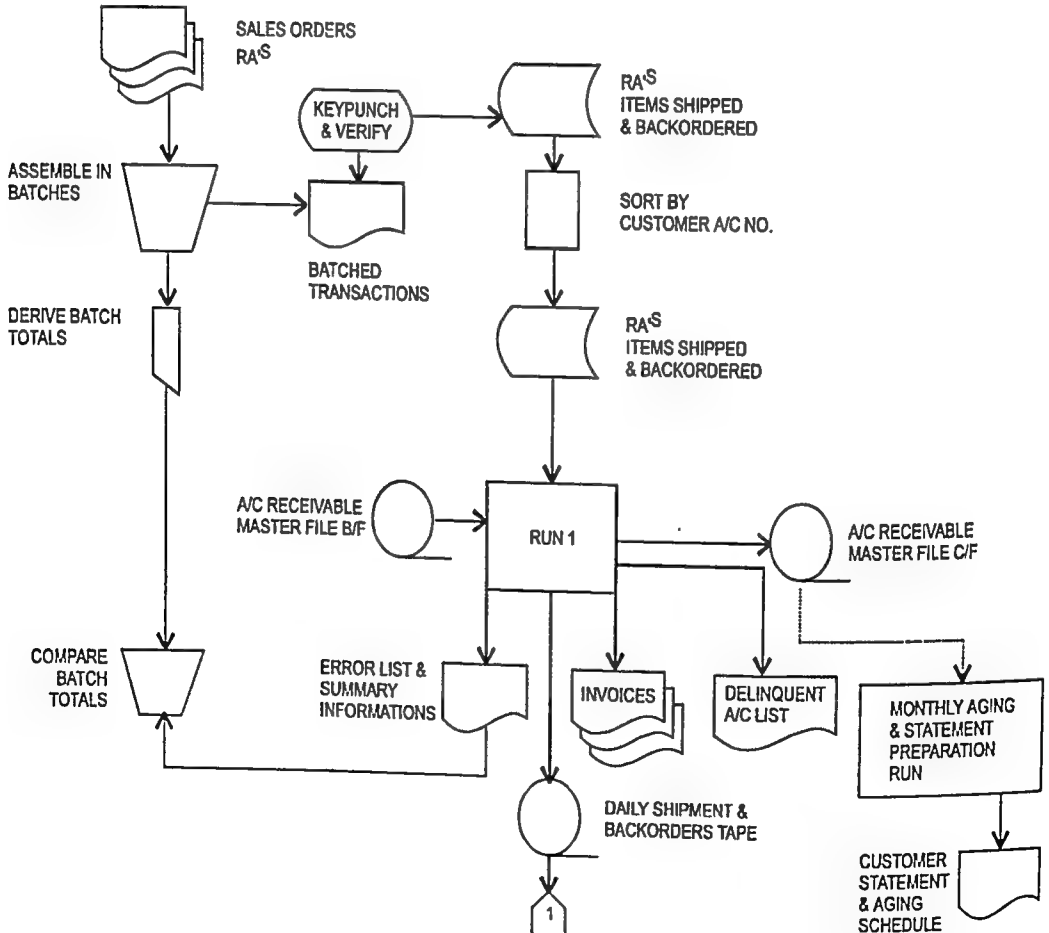 SALES ORDERS
RA'S
KEYPUNCH
& VERIFY
RA'S
ITEMS SHIPPED
& BACKORDERED
ASSEMBLE IN
BATCHES
SORT BY
CUSTOMER A/C NO.
BATCHED
TRANSACTIONS
DERIVE BATCH
TOTALS
RA'S
ITEMS SHIPPED
& BACKORDERED
A/C RECEIVABLE
MASTER FILE B/F
RUN 1
A/C RECEIVABLE
MASTER FILE C/F
COMPARE
BATCH
TOTALS
ERROR LIST &
SUMMARY
INFORMATIONS
INVOICES
DELINQUENT
A/C LIST
MONTHLY AGING
& STATEMENT
PREPARATION
RUN
DAILY SHIPMENT &
BACKORDERS TAPE
CUSTOMER
STATEMENT
& AGING
SCHEDULE
1